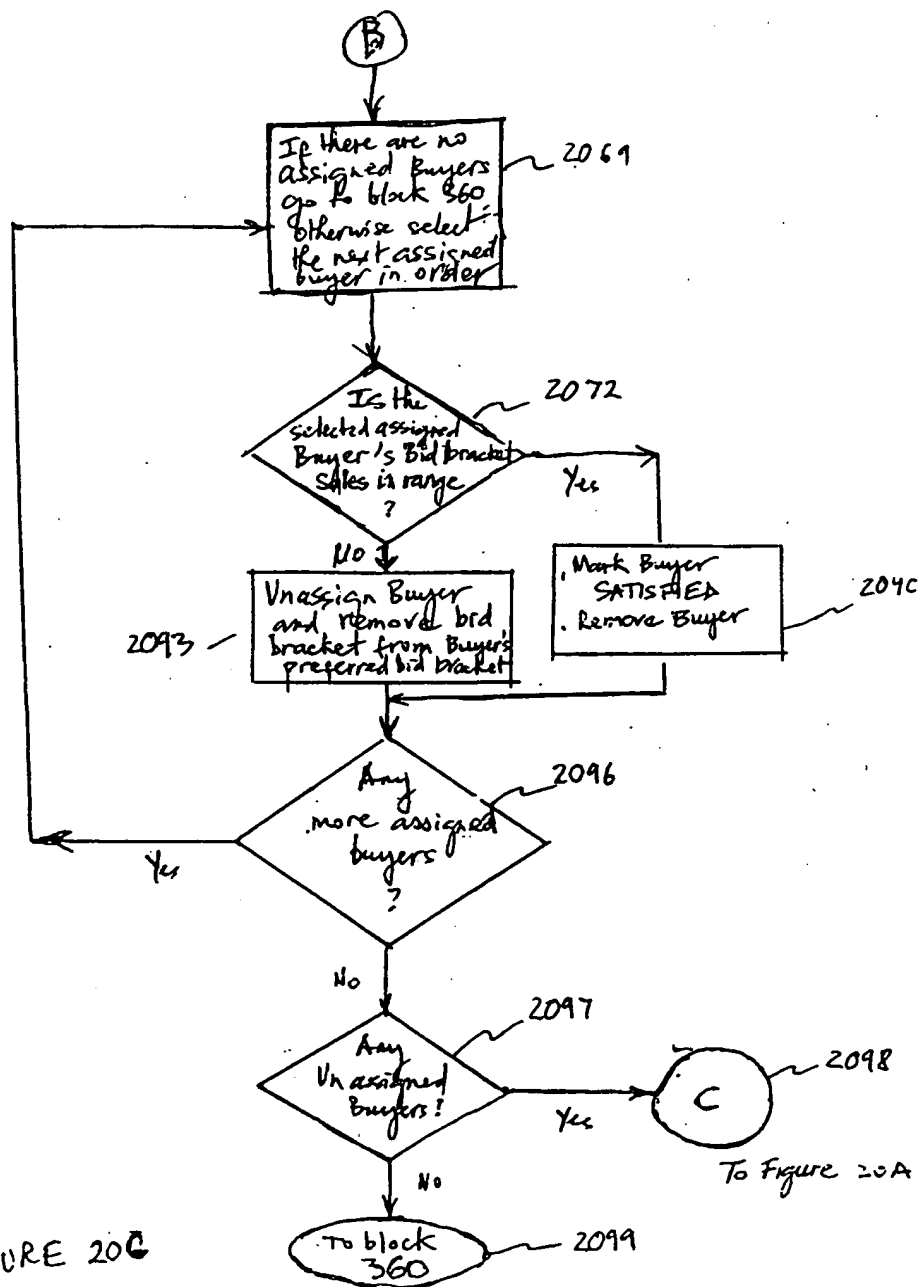 B
If there are no
assigned Buyers
go to block 360
otherwise select
the next assigned
buyer in order
2069
Is the
selected assigned
Buyer's Bid bracket
Sales in range
?
2072
Yes
No
Unassign Buyer
and remove bid
bracket from Buyer's
preferred bid bracket
2093
. Mark Buyer
SATISFIED
. Remove Buyer
209C
Any
more assigned
buyers
?
2096
Yes
No
Any
Unassigned
Buyers?
2097
Yes
C
2098
To Figure 20A
No
To block
360
2099
URE 20C